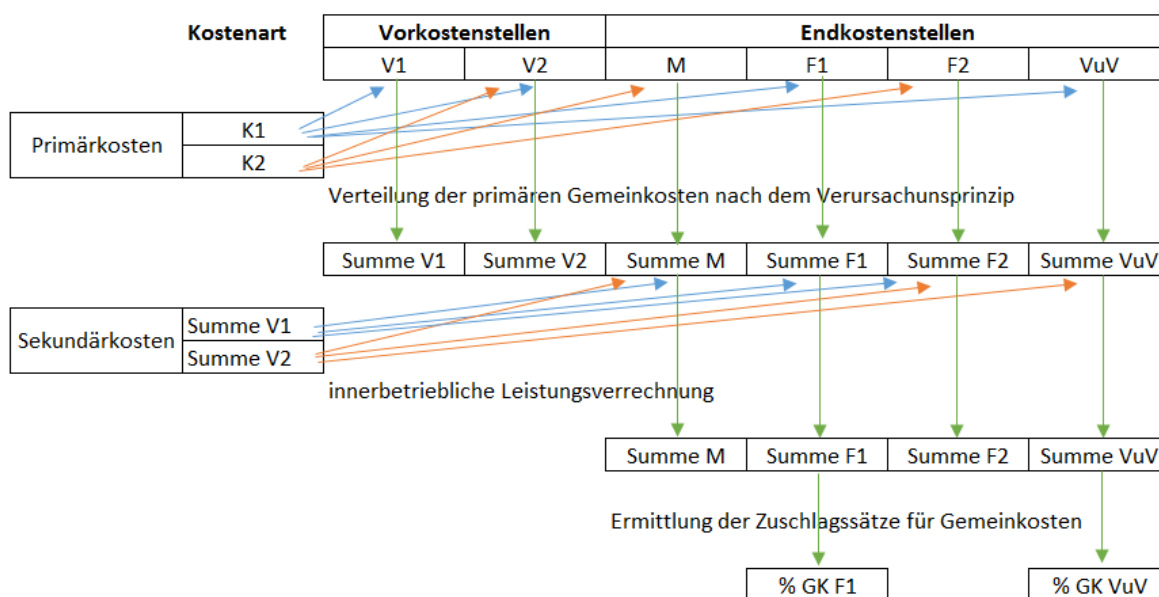 Kostenart Vorkostenstellen Endkostenstellen
V1 V2 M F1 F2 VuV
Primärkosten K1
K2
Verteilung der primären Gemeinkosten nach dem Verursachunsprinzip
Summe V1 Summe V2 Summe M Summe F1 Summe F2 Summe VuV
Sekundärkosten Summe V1
Summe V2
innerbetriebliche Leistungsverrechnung
Summe M Summe F1 Summe F2 Summe VuV
Ermittlung der Zuschlagssätze für Gemeinkosten
% GK F1 % GK VuV